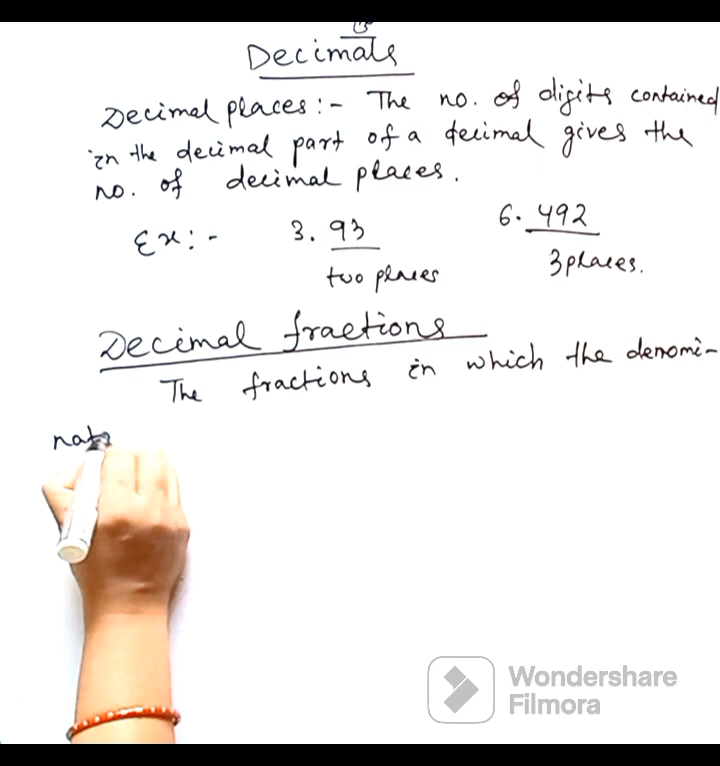 Decimals
Decimal places:- The no. of digits contained
in the decimal part of a decimal gives the
no. of decimal places.
Ex:- 3.93 6.492
two places 3 places.
Decimal fractions
The fractions in which the denomi-
nat
Wondershare
Filmora